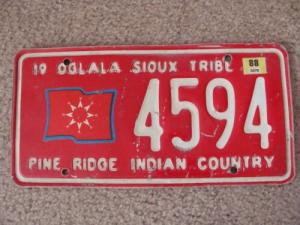 19 OGLALA SIOUX TRIBE 88
4594
PINE RIDGE INDIAN COUNTRY